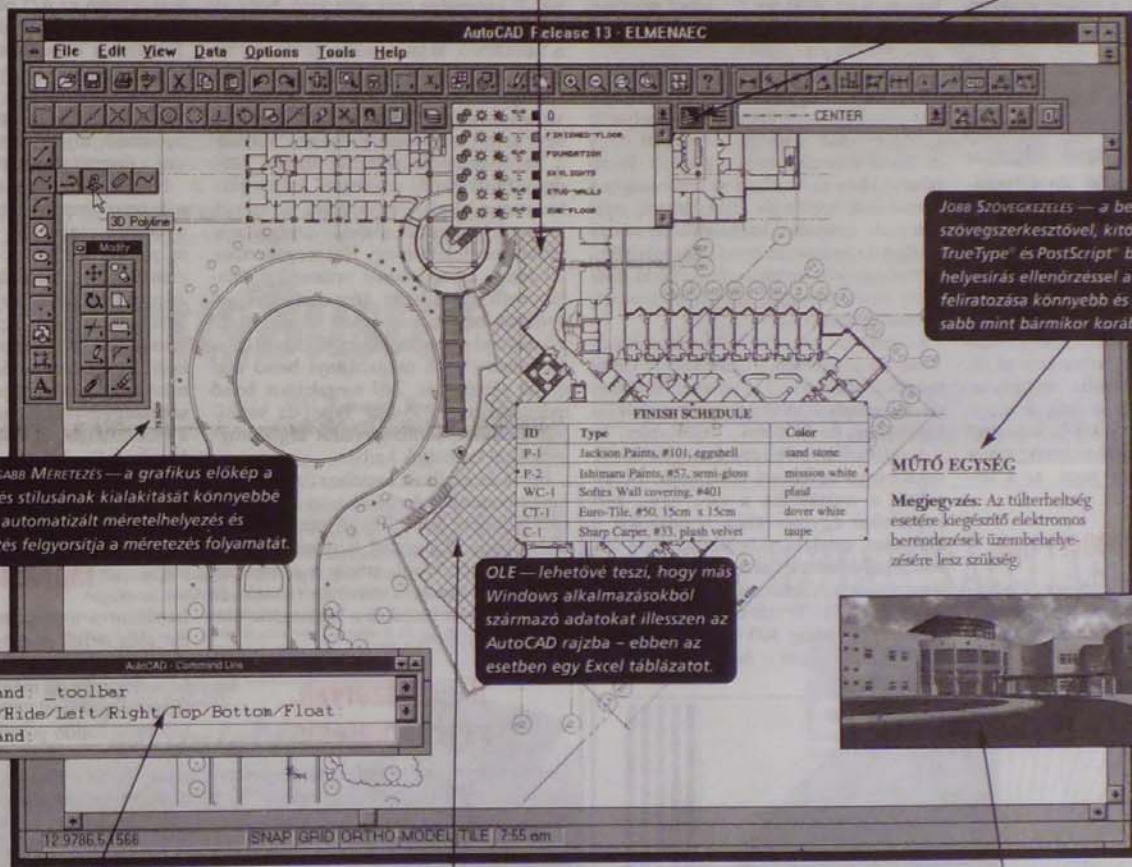 AutoCAD Release 13 - ELMENAEC
File Edit View Data Options Tools Help
0
CENTER
FINISHED-FLOOR
FOUNDATION
SKYLIGHTS
STUD-WALLS
SUB-FLOOR
3D Polyline
Modify
JOBB SZÖVEGKEZELÉS — a be
szövegszerkesztővel, kitö
TrueType® és PostScript® b
helyesírás ellenőrzéssel a
feliratozása könnyebb és
sabb mint bármikor koráb
FINISH SCHEDULE
ID Type Color
P-1 Jackson Paints, #101, eggshell sand stone
P-2 Ishimaru Paints, #57, semi-gloss mission white
WC-1 Softex Wall covering, #401 plaid
CT-1 Euro-Tile, #50, 15cm x 15cm dover white
C-1 Sharp Carpet, #33, plush velvet taupe
MŰTŐ EGYSÉG
Megjegyzés: Az túlterheltség
esetére kiegészítő elektromos
berendezések üzembehelye-
zésére lesz szükség.
SABB MÉRETEZÉS — a grafikus előkép a
és stílusának kialakítását könnyebbé
automatizált méretelhelyezés és
és felgyorsítja a méretezés folyamatát.
OLE — lehetővé teszi, hogy más
Windows alkalmazásokból
származó adatokat illesszen az
AutoCAD rajzba – ebben az
esetben egy Excel táblázatot.
AutoCAD - Command Line
and: _toolbar
/Hide/Left/Right/Top/Bottom/Float:
and:
SNAP GRID ORTHO MODEL TILE 7:55 am